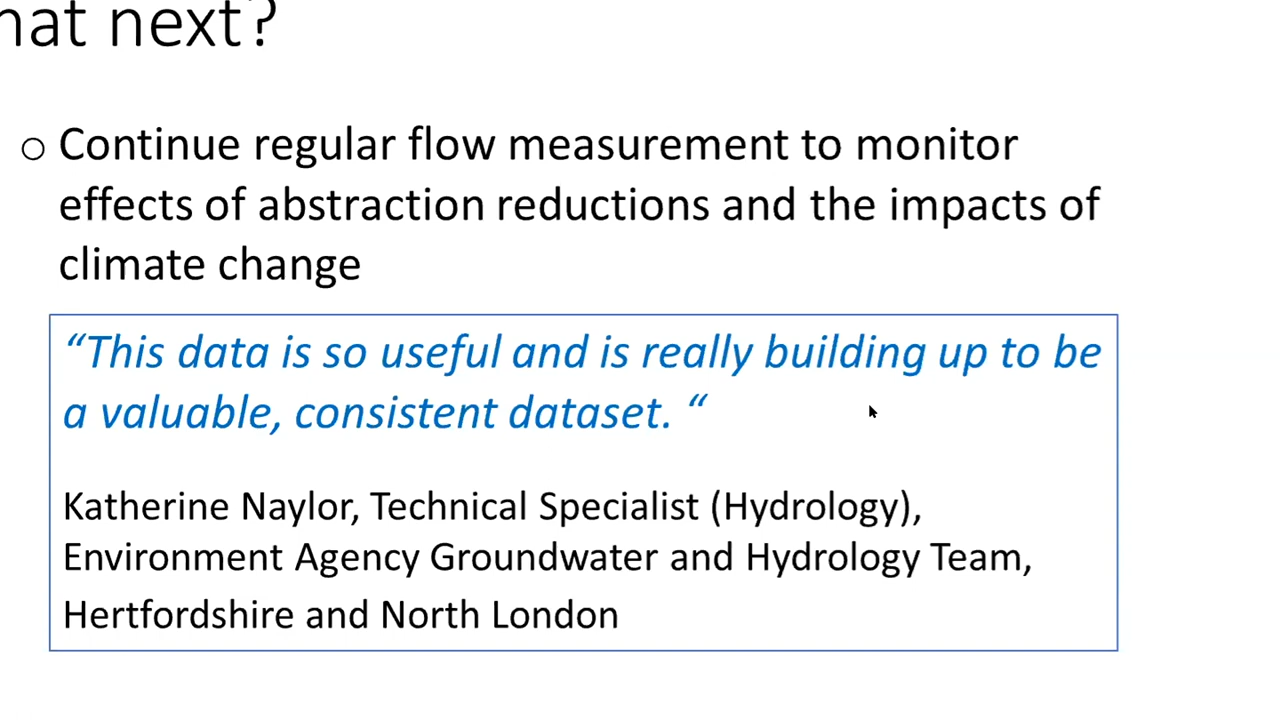 hat next?
○ Continue regular flow measurement to monitor
effects of abstraction reductions and the impacts of
climate change
“This data is so useful and is really building up to be
a valuable, consistent dataset. “
Katherine Naylor, Technical Specialist (Hydrology),
Environment Agency Groundwater and Hydrology Team,
Hertfordshire and North London